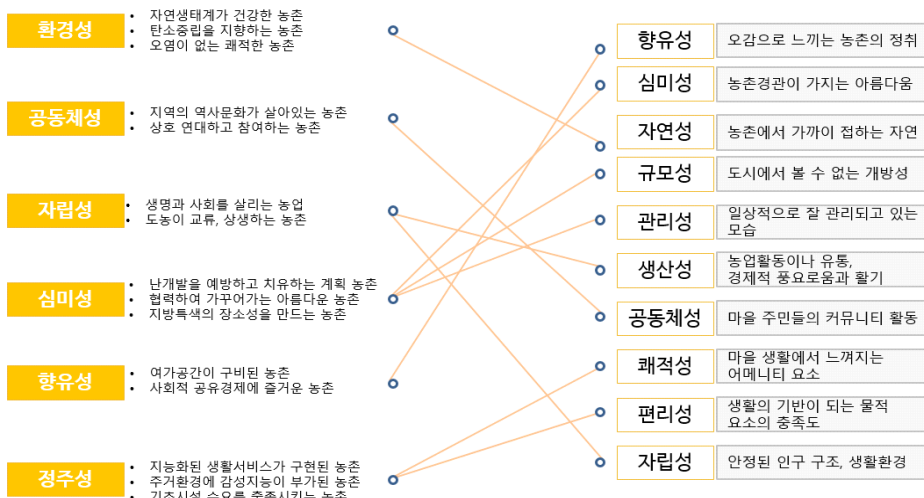 환경성
• 자연생태계가 건강한 농촌
• 탄소중립을 지향하는 농촌
• 오염이 없는 쾌적한 농촌
공동체성
• 지역의 역사문화가 살아있는 농촌
• 상호 연대하고 참여하는 농촌
자립성
• 생명과 사회를 살리는 농업
• 도농이 교류, 상생하는 농촌
심미성
• 난개발을 예방하고 치유하는 계획 농촌
• 협력하여 가꾸어가는 아름다운 농촌
• 지방특색의 장소성을 만드는 농촌
향유성
• 여가공간이 구비된 농촌
• 사회적 공유경제에 즐거운 농촌
정주성
• 지능화된 생활서비스가 구현된 농촌
• 주거환경에 감성지능이 부가된 농촌
• 기초시설 수요를 충족시키는 농촌
향유성 오감으로 느끼는 농촌의 정취
심미성 농촌경관이 가지는 아름다움
자연성 농촌에서 가까이 접하는 자연
규모성 도시에서 볼 수 없는 개방성
관리성 일상적으로 잘 관리되고 있는
모습
생산성 농업활동이나 유통,
경제적 풍요로움과 활기
공동체성 마을 주민들의 커뮤니티 활동
쾌적성 마을 생활에서 느껴지는
어메니티 요소
편리성 생활의 기반이 되는 물적
요소의 충족도
자립성 안정된 인구 구조, 생활환경